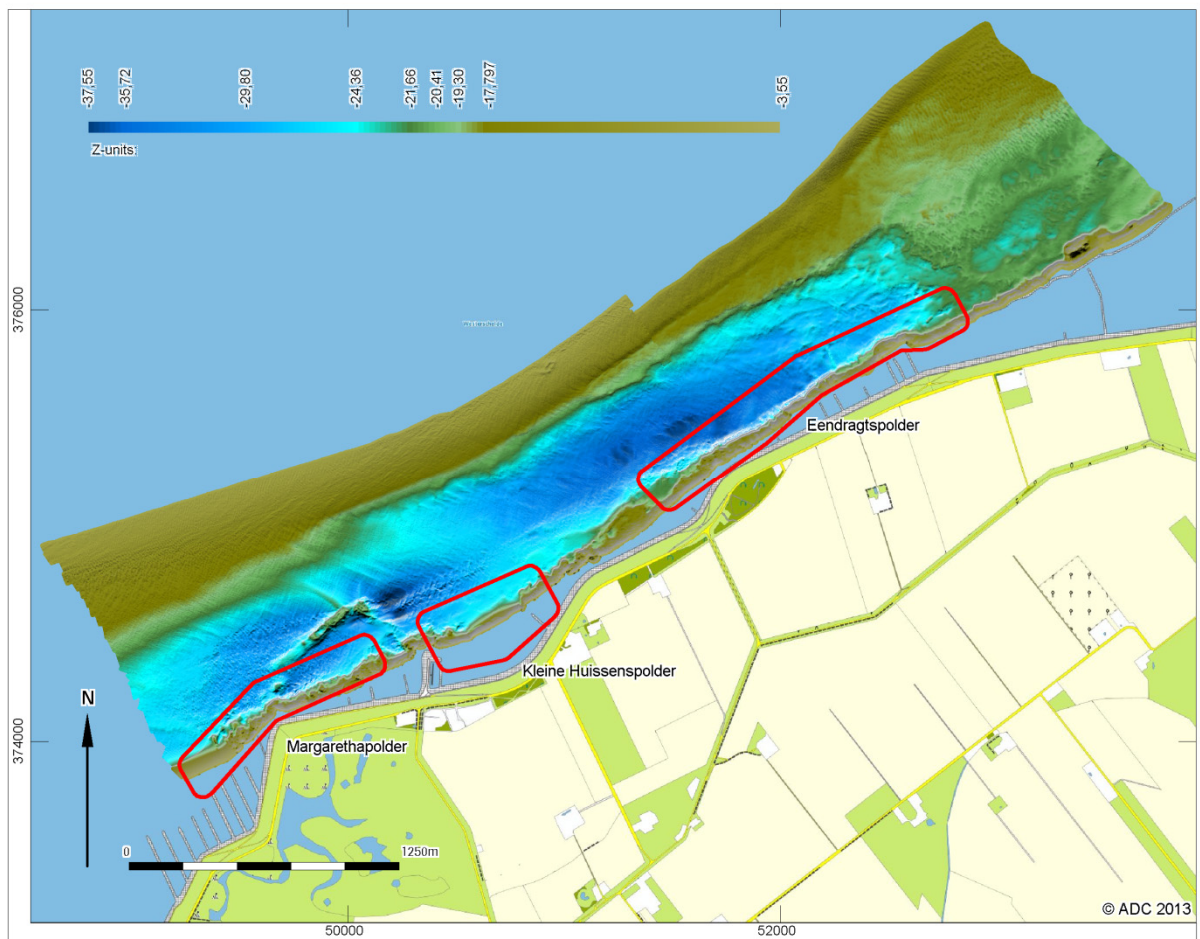 -37,55
-35,72
-29,80
-24,36
-21,66
-20,41
-19,30
-17,797
-3,55
Z-units:
376000
Westerschelde
Eendragtspolder
Kleine Huissenspolder
N
374000
Margarethapolder
0
1250m
© ADC 2013
50000
52000